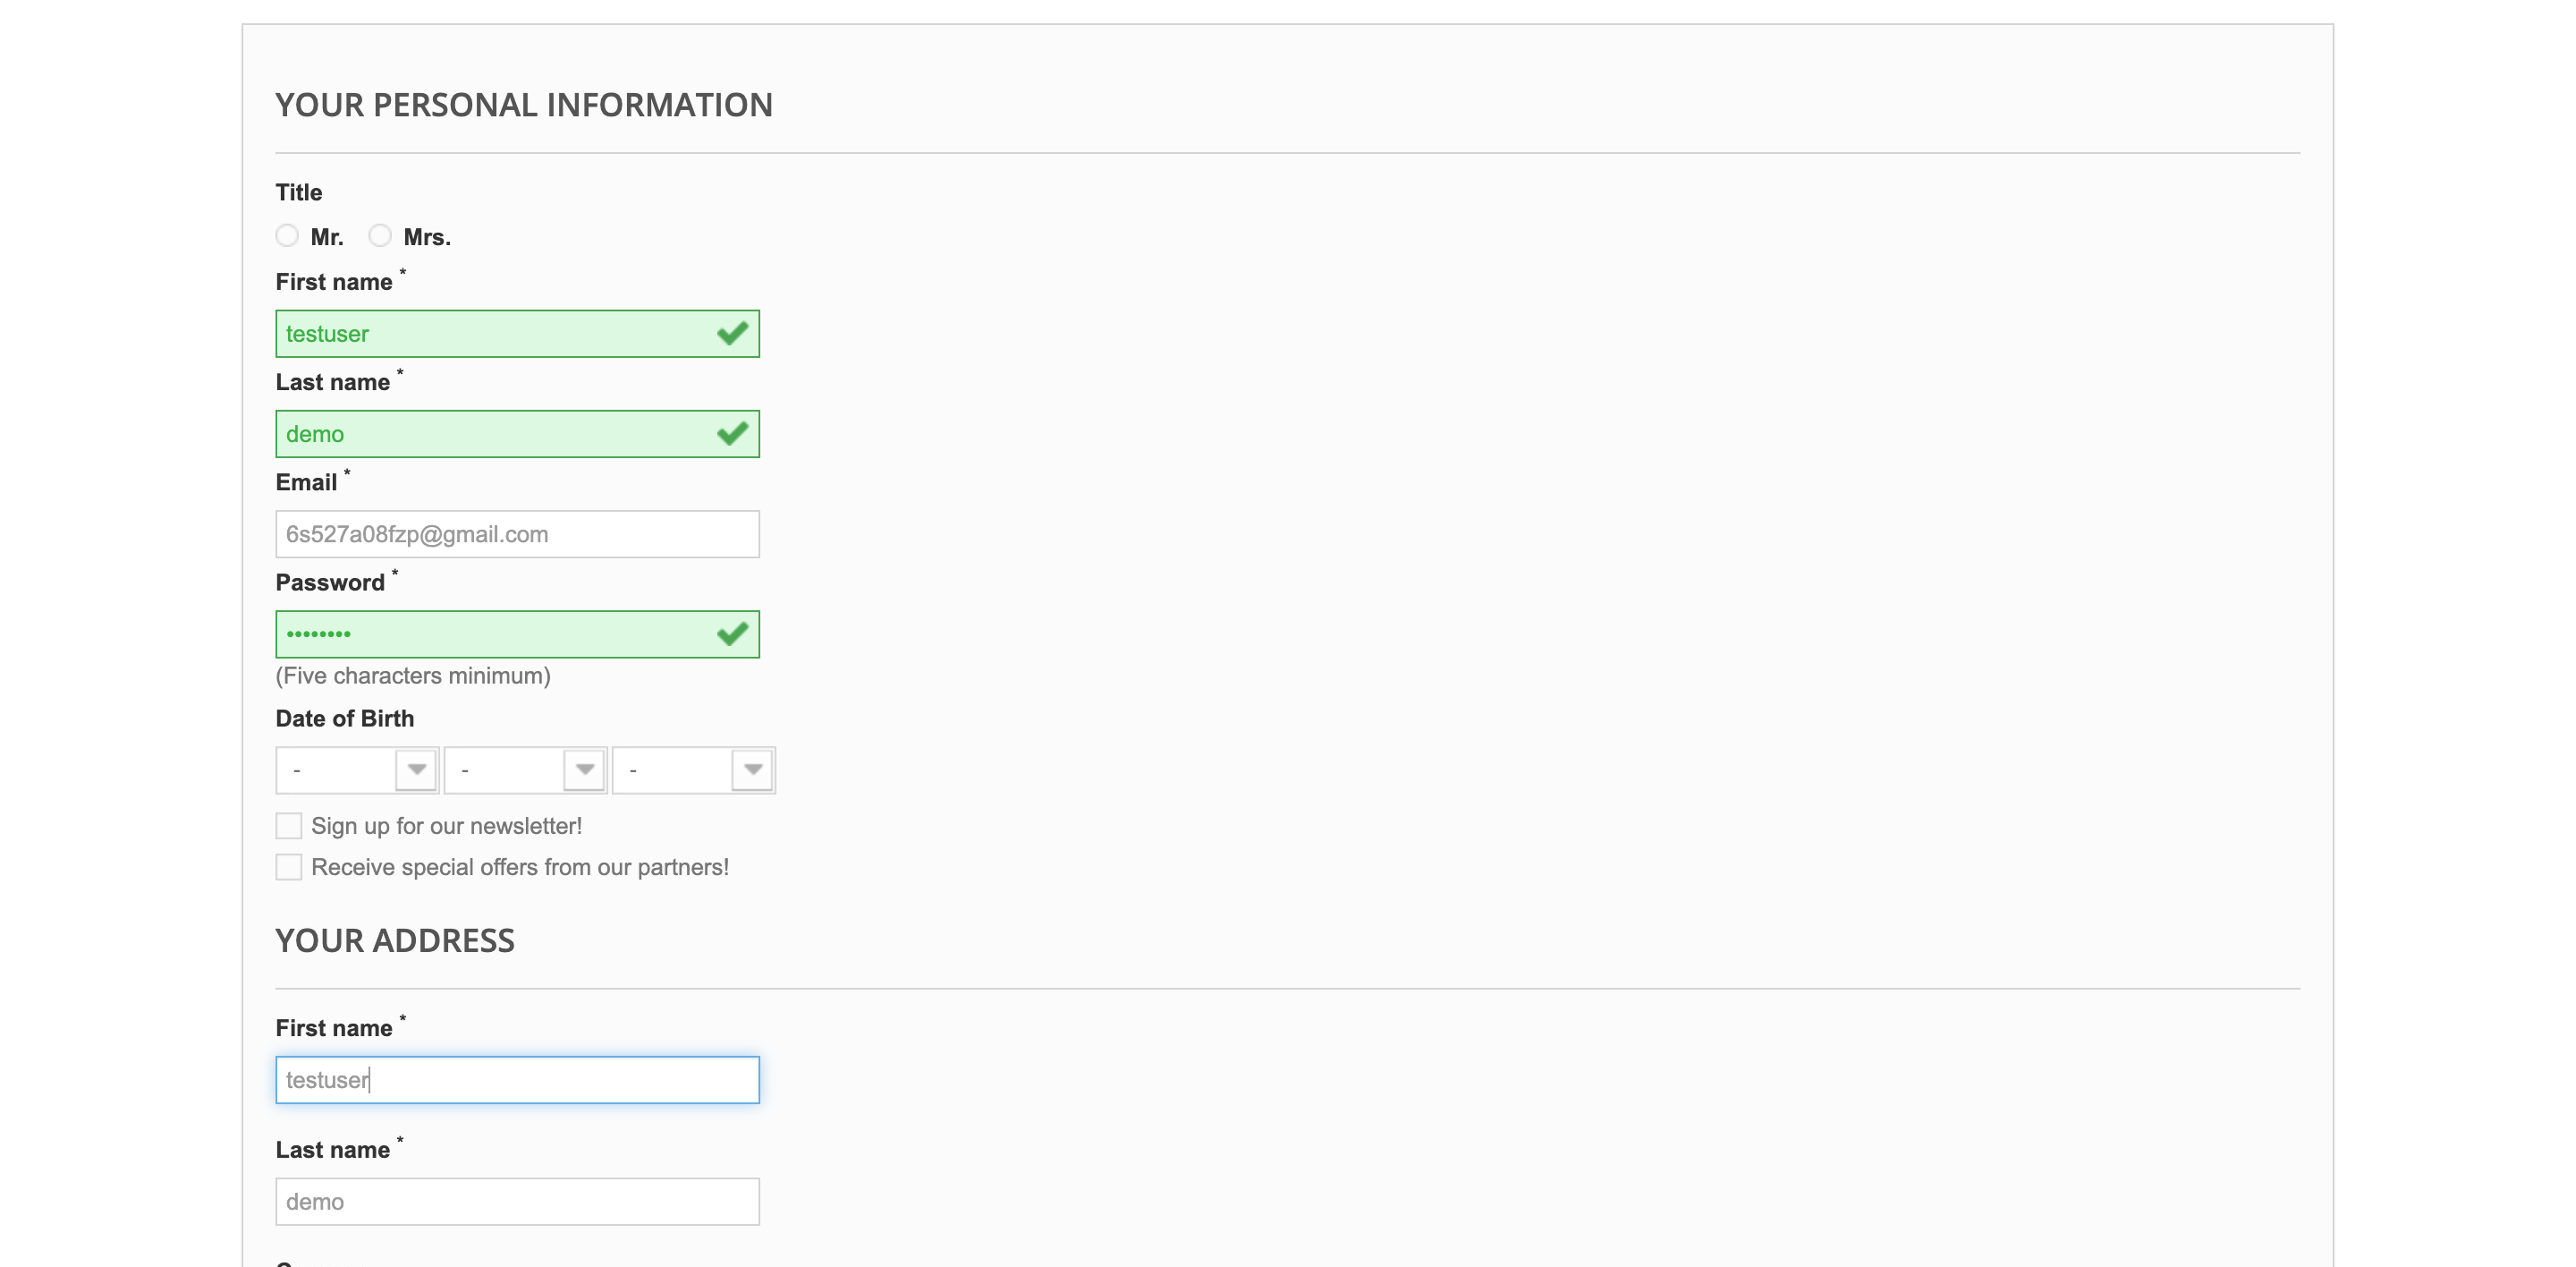 YOUR PERSONAL INFORMATION
Title
Mr. Mrs.
First name *
testuser
Last name *
demo
Email *
6s527a08fzp@gmail.com
Password *
••••••••
(Five characters minimum)
Date of Birth
- - -
Sign up for our newsletter!
Receive special offers from our partners!
YOUR ADDRESS
First name *
testuser
Last name *
demo